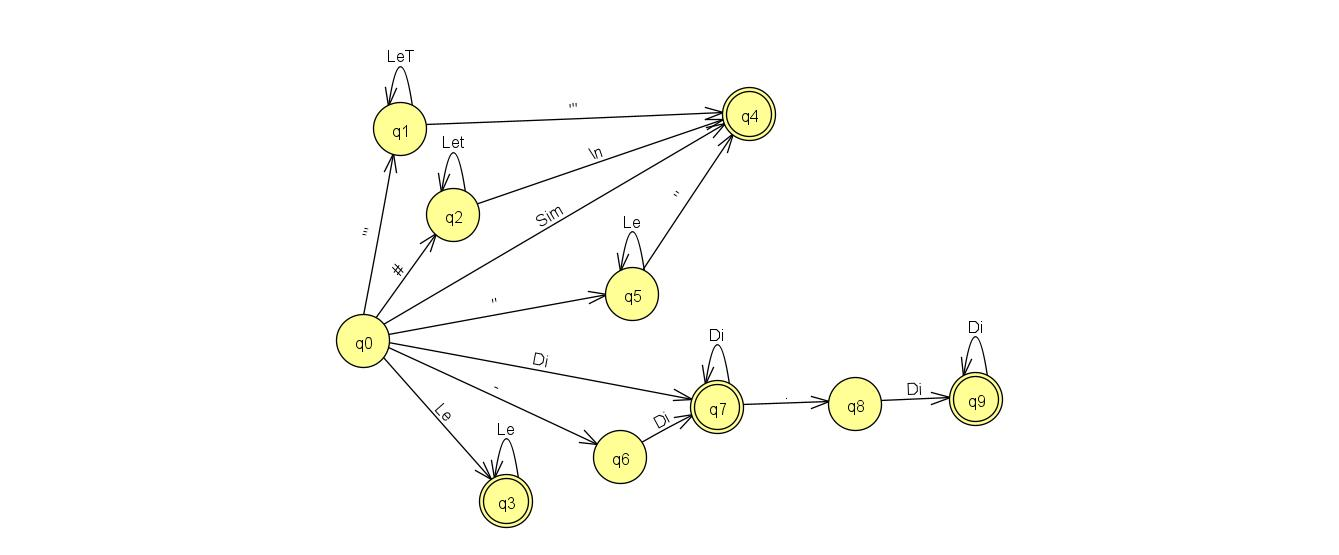 LeT
q1
'''
q4
Let
q2
\n
'''
#
Sim
''
Le
q5
''
q0
Di
Di
q7
.
q8
Di
Di
q9
-
Di
q6
Le
Le
q3